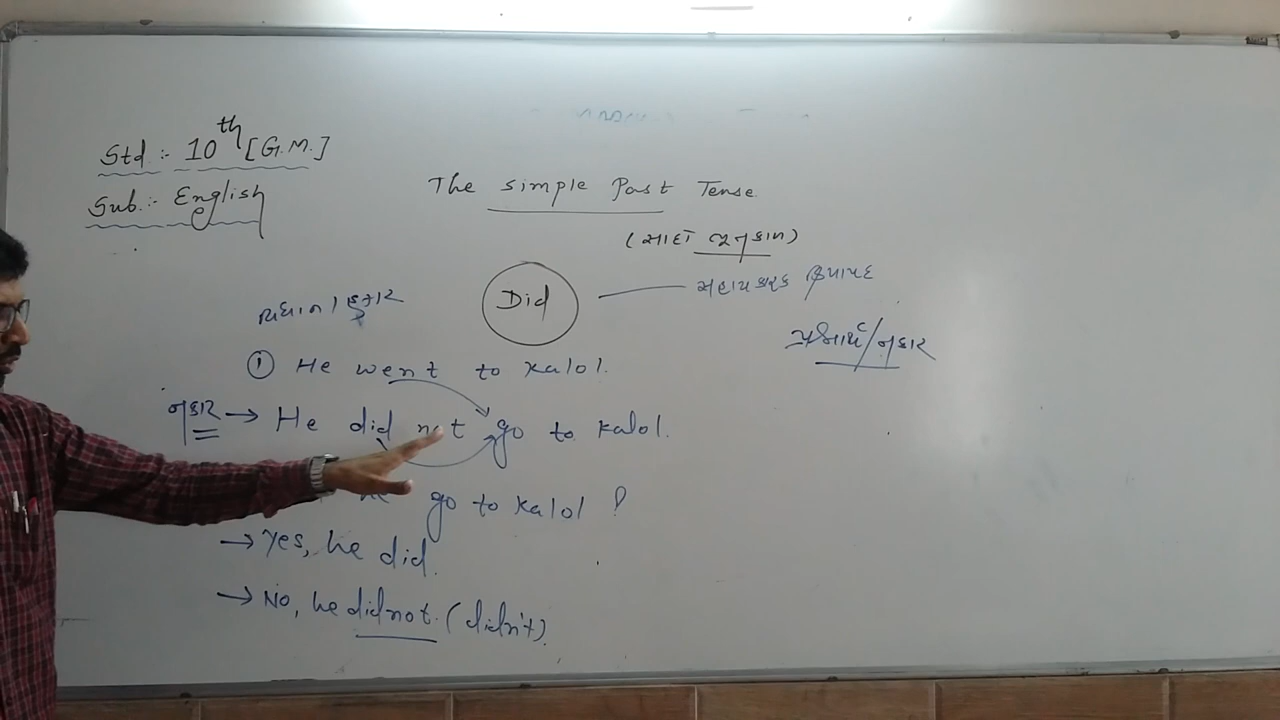 Std :- 10th [G.M.]
Sub :- English
The simple Past Tense
(સાદો ભૂતકાળ)
Did
સહાયકારક ક્રિયાપદ
પ્રશ્નાર્થ/નકાર
① He went to Kalol.
નકાર → He did not go to Kalol.
he go to Kalol ?
→ Yes, he did.
→ No, he did not. (didn't).